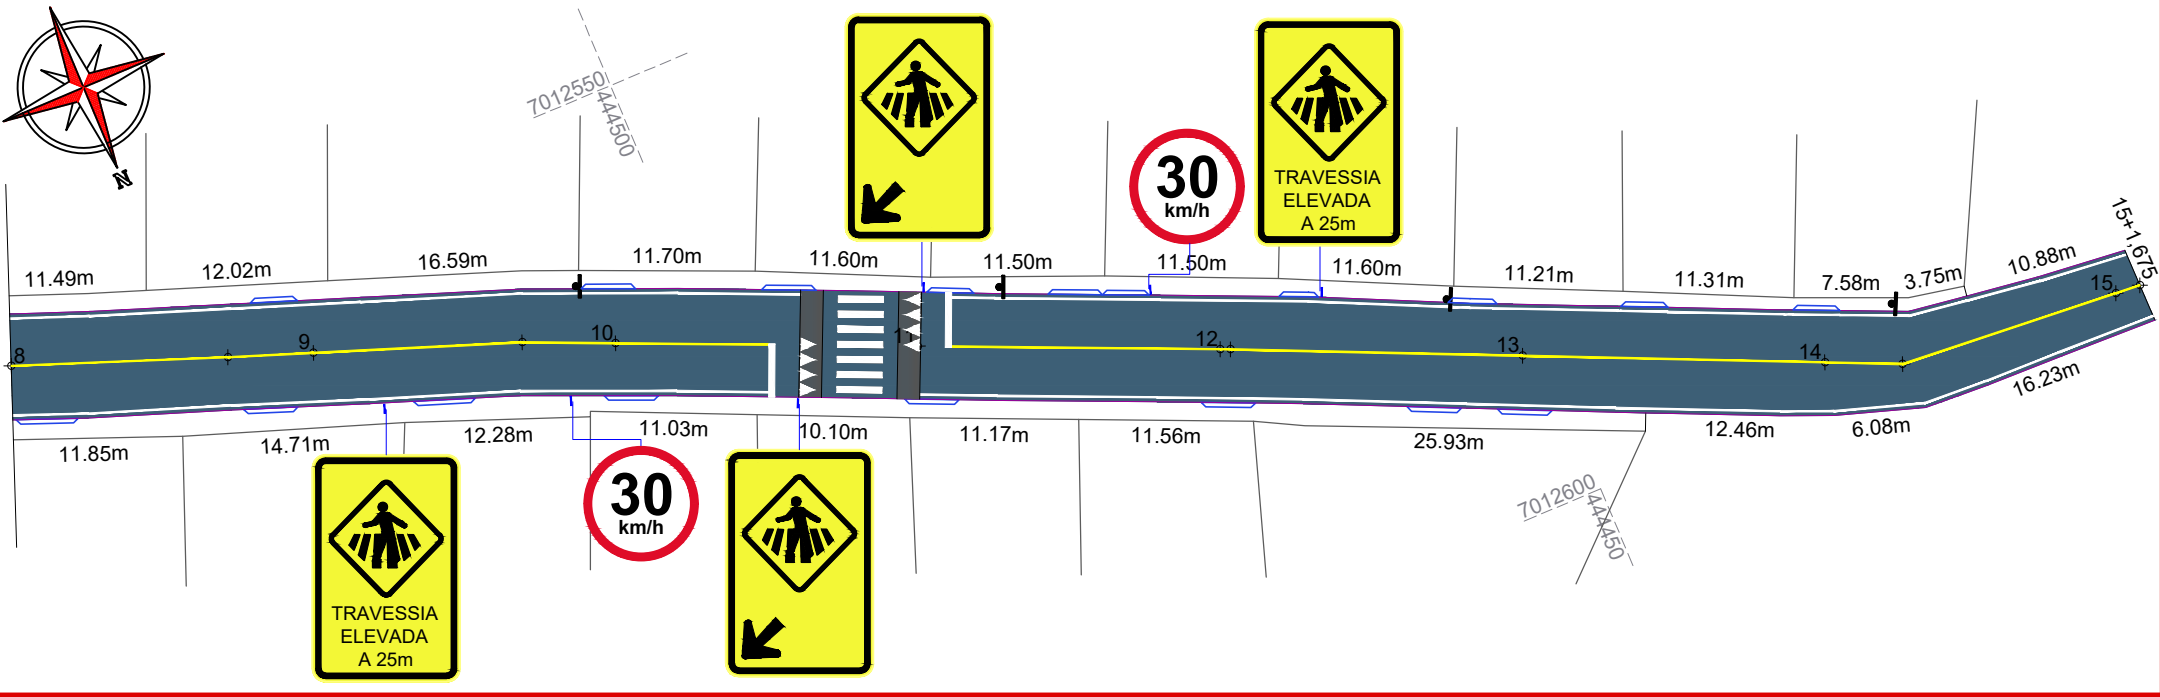 N
7012550
444500
30
km/h
TRAVESSIA
ELEVADA
A 25m
11.49m
12.02m
16.59m
11.70m
11.60m
11.50m
11.50m
11.60m
11.21m
11.31m
7.58m
3.75m
10.88m
15+1,675
8
9
10
11
12
13
14
15
11.85m
14.71m
12.28m
11.03m
10.10m
11.17m
11.56m
25.93m
12.46m
6.08m
16.23m
TRAVESSIA
ELEVADA
A 25m
30
km/h
7012600
444450